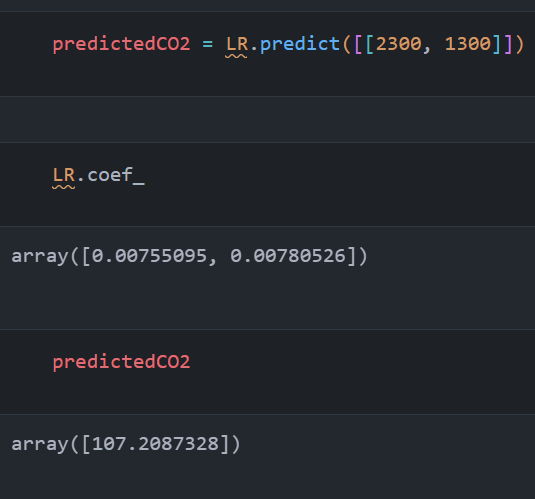 predictedCO2 = LR.predict([[2300, 1300]])
LR.coef_
array([0.00755095, 0.00780526])
predictedCO2
array([107.2087328])